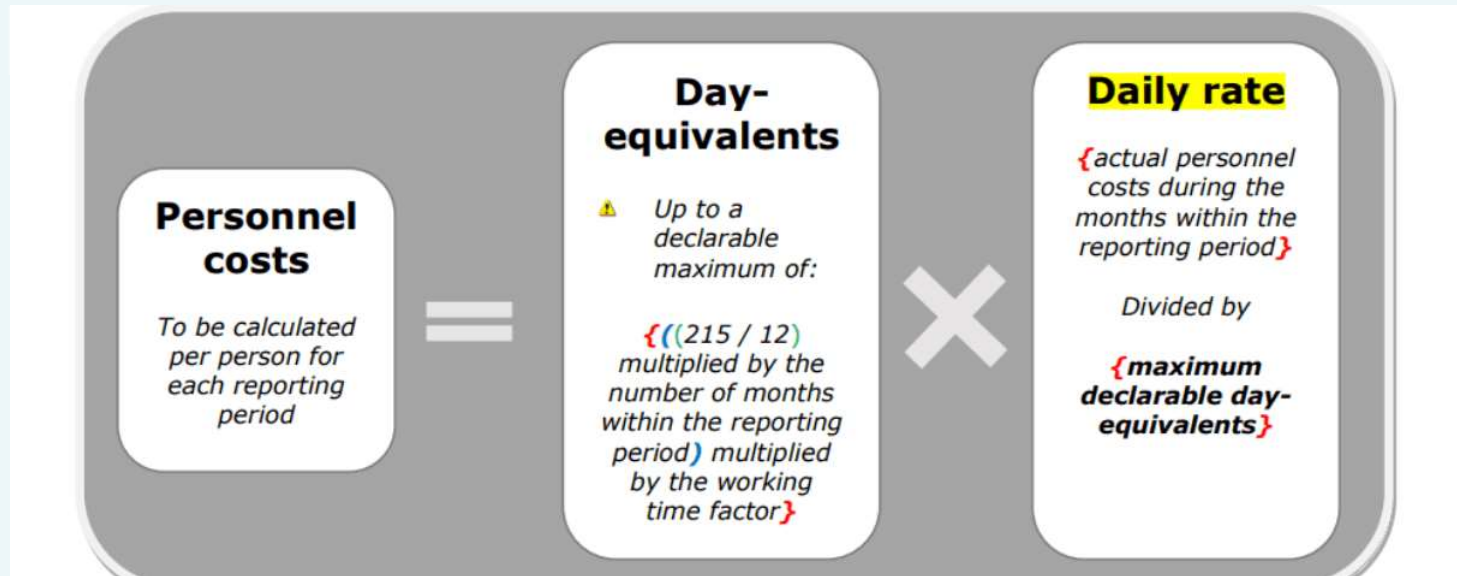 Personnel
costs
To be calculated
per person for
each reporting
period
=
Day-
equivalents
Up to a
declarable
maximum of:
{((215 / 12)
multiplied by the
number of months
within the reporting
period) multiplied
by the working
time factor}
×
Daily rate
{actual personnel
costs during the
months within the
reporting period}
Divided by
{maximum
declarable day-
equivalents}